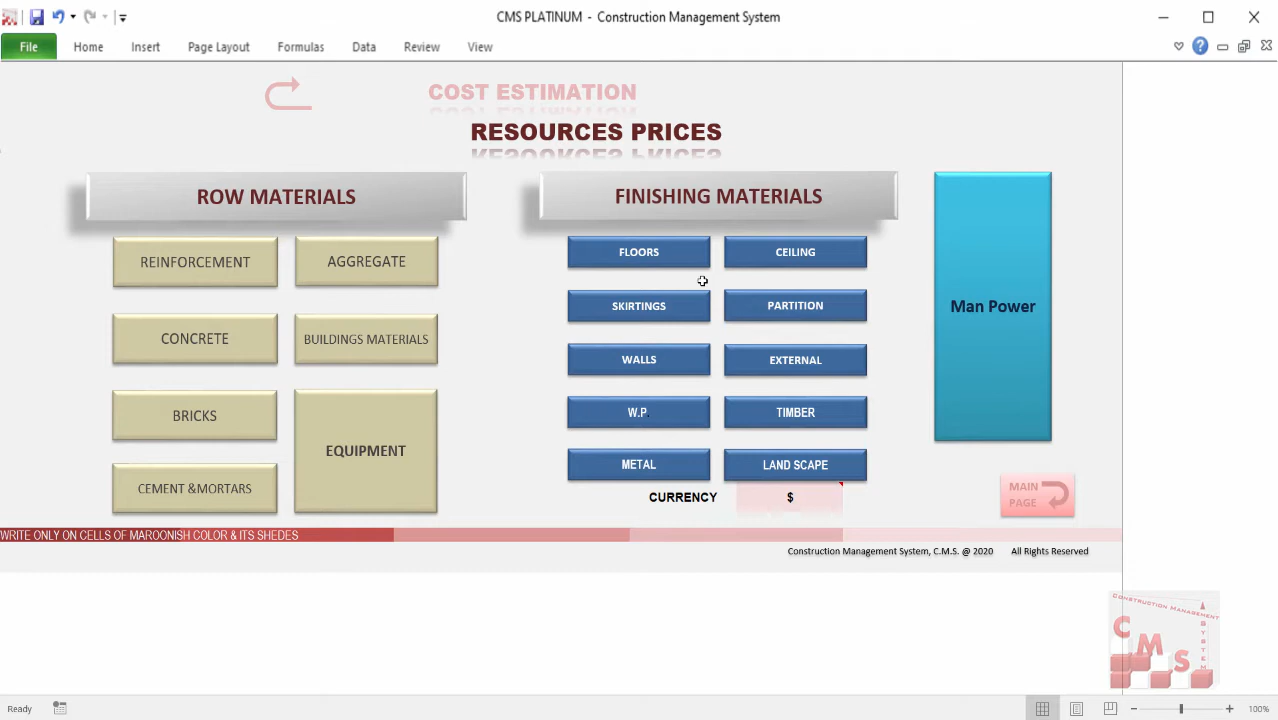 CMS PLATINUM - Construction Management System
File Home Insert Page Layout Formulas Data Review View
COST ESTIMATION
RESOURCES PRICES
ROW MATERIALS
REINFORCEMENT AGGREGATE
CONCRETE BUILDINGS MATERIALS
BRICKS
EQUIPMENT
CEMENT &MORTARS
FINISHING MATERIALS
FLOORS CEILING
SKIRTINGS PARTITION
WALLS EXTERNAL
W.P. TIMBER
METAL LAND SCAPE
CURRENCY $
Man Power
MAIN
PAGE
WRITE ONLY ON CELLS OF MAROONISH COLOR & ITS SHEDES
Construction Management System, C.M.S. @ 2020 All Rights Reserved
CONSTRUCTION MANAGEMENT
SYSTEM
CMS
Ready
100%